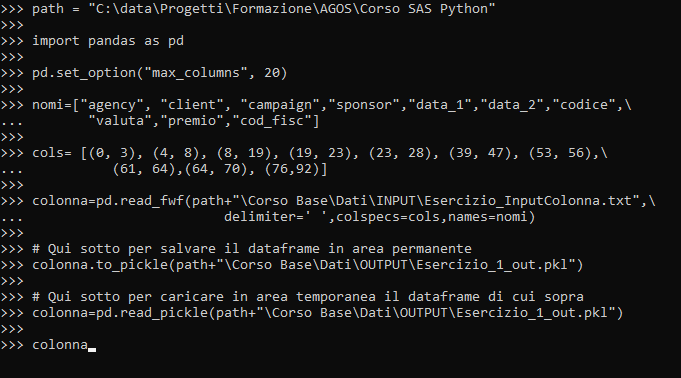 >>> path = "C:\data\Progetti\Formazione\AGOS\Corso SAS Python"
>>>
>>> import pandas as pd
>>>
>>> pd.set_option("max_columns", 20)
>>>
>>> nomi=["agency", "client", "campaign","sponsor","data_1","data_2","codice",\
...       "valuta","premio","cod_fisc"]
>>>
>>> cols= [(0, 3), (4, 8), (8, 19), (19, 23), (23, 28), (39, 47), (53, 56),\
...        (61, 64),(64, 70), (76,92)]
>>>
>>> colonna=pd.read_fwf(path+"\Corso Base\Dati\INPUT\Esercizio_InputColonna.txt",\
...                     delimiter=' ',colspecs=cols,names=nomi)
>>>
>>> # Qui sotto per salvare il dataframe in area permanente
>>> colonna.to_pickle(path+"\Corso Base\Dati\OUTPUT\Esercizio_1_out.pkl")
>>>
>>> # Qui sotto per caricare in area temporanea il dataframe di cui sopra
>>> colonna=pd.read_pickle(path+"\Corso Base\Dati\OUTPUT\Esercizio_1_out.pkl")
>>>
>>> colonna